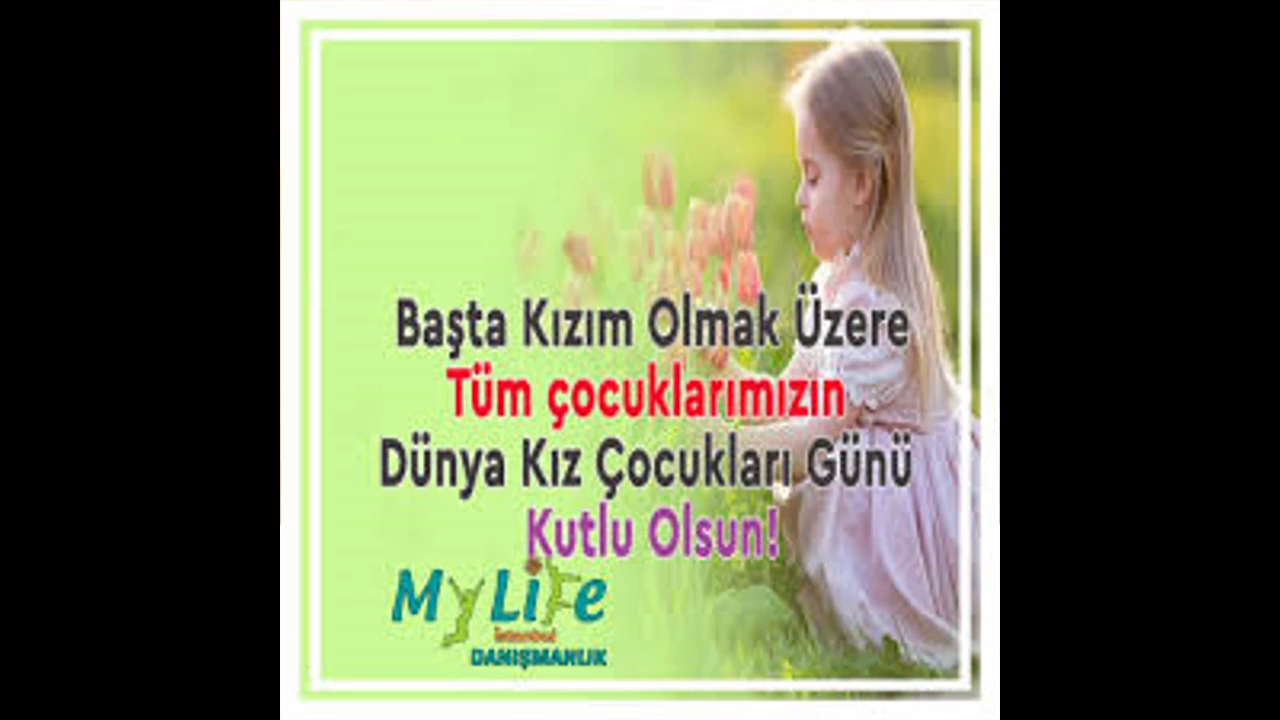 Başta Kızım Olmak Üzere
Tüm çocuklarımızın
Dünya Kız Çocukları Günü
Kutlu Olsun!
MyLife
İstanbul
DANIŞMANLIK